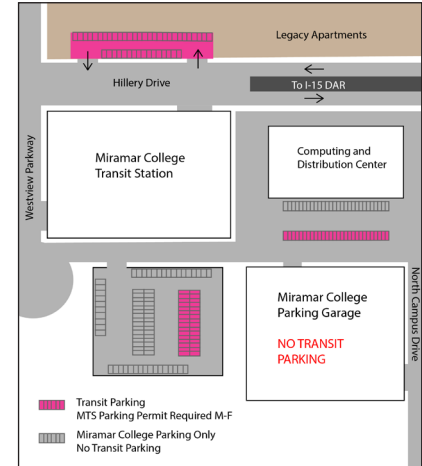 Legacy Apartments
Hillery Drive
To I-15 DAR
Westview Parkway
Miramar College
Transit Station
Computing and
Distribution Center
Miramar College
Parking Garage
NO TRANSIT
PARKING
North Campus Drive
Transit Parking
MTS Parking Permit Required M-F
Miramar College Parking Only
No Transit Parking